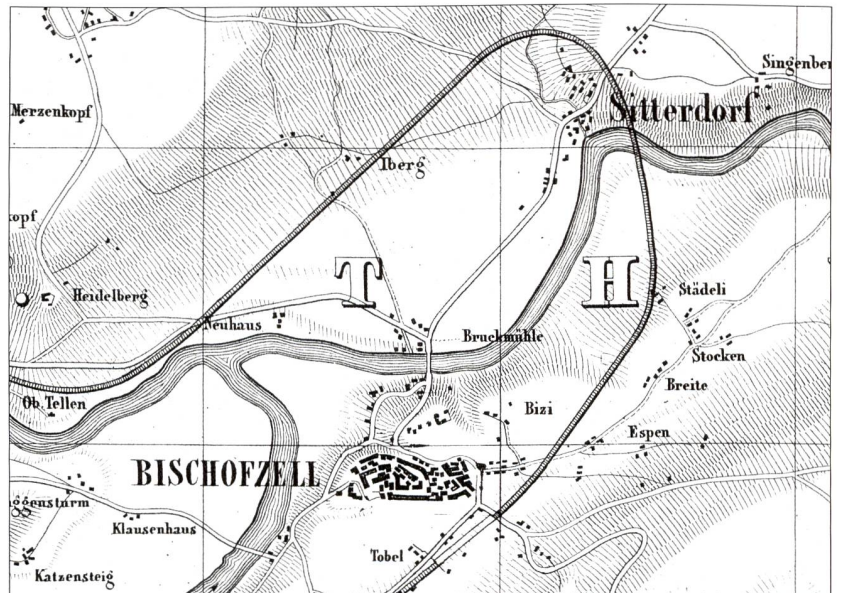 Singenber
Merzenkopf
Sitterdorf
Iberg
kopf
T H
Heidelberg
Städeli
Neuhaus
Bruckmühle
Stocken
Breite
Ob. Tellen
Bizi
Espen
BISCHOFZELL
ggensturm
Klausenhaus
Tobel
Katzensteig